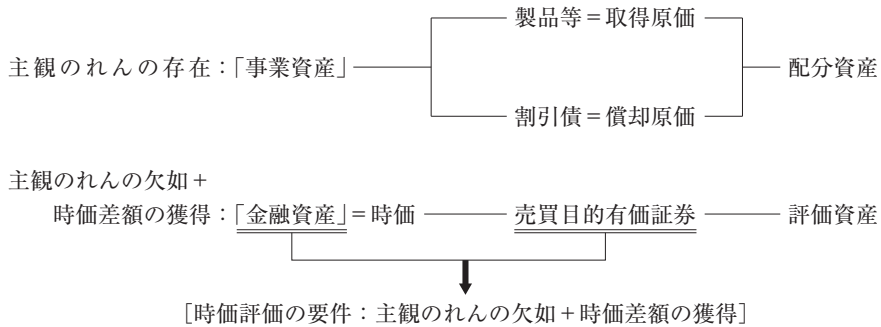 製品等＝取得原価
主観のれんの存在：「事業資産」 配分資産
割引債＝償却原価
主観のれんの欠如＋
時価差額の獲得：「金融資産」＝時価 売買目的有価証券 評価資産
［時価評価の要件：主観のれんの欠如＋時価差額の獲得］